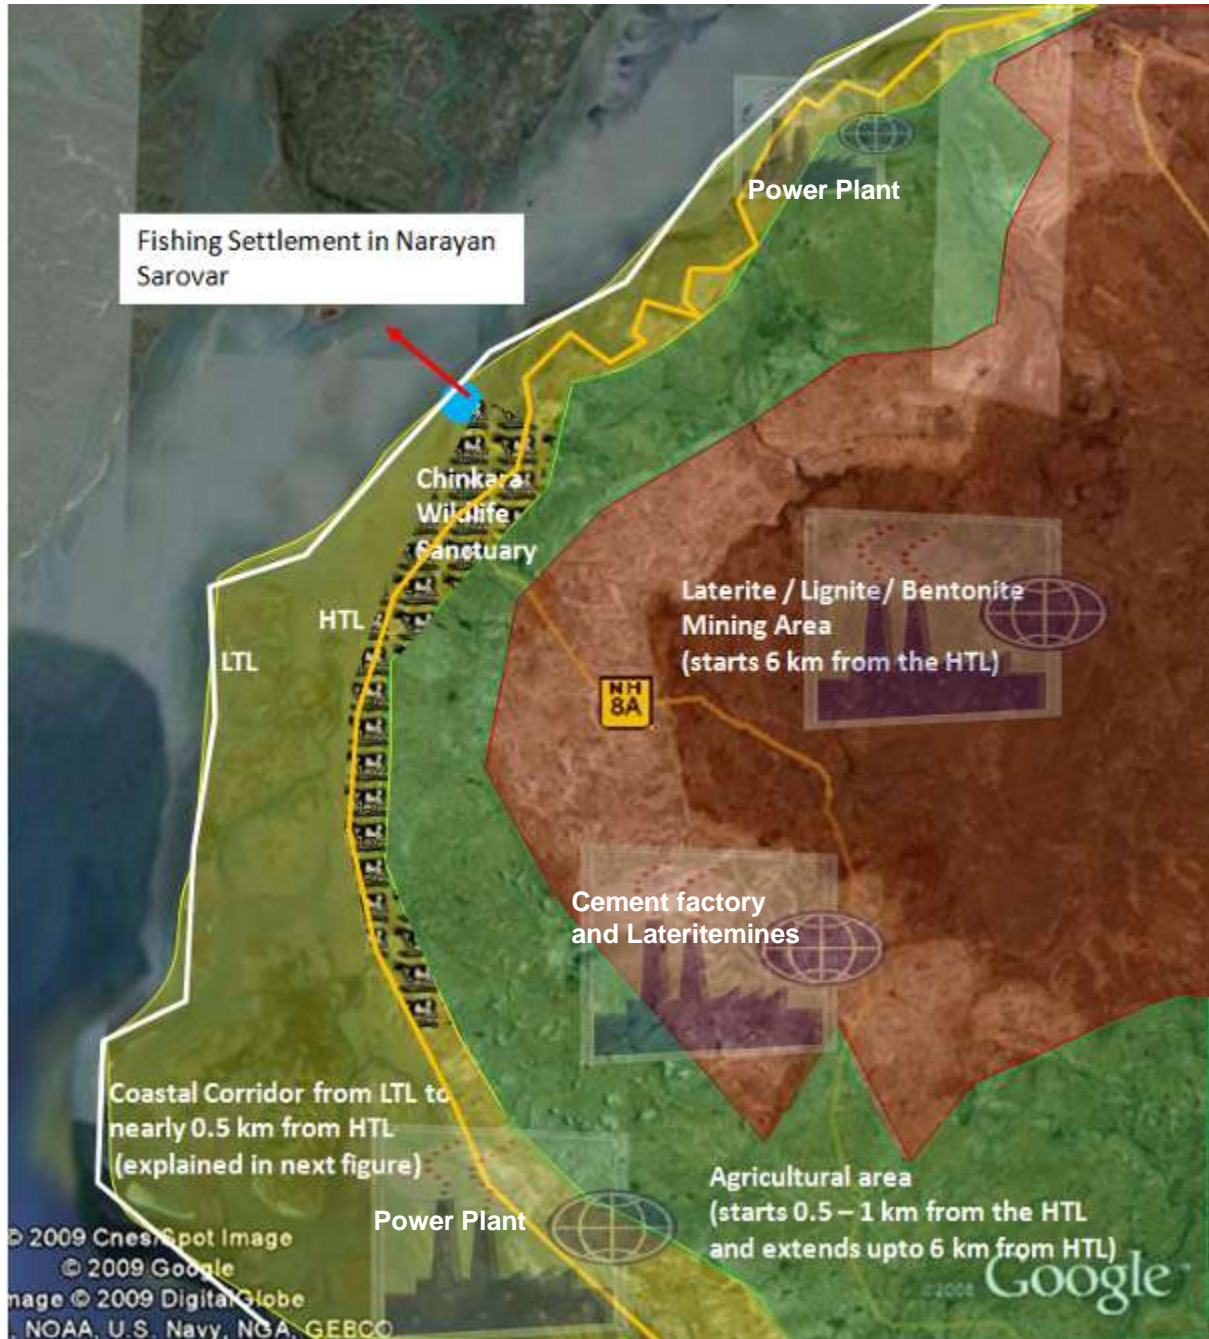 Power Plant
Fishing Settlement in Narayan
Sarovar
Chinkara
Wildlife
Sanctuary
Laterite / Lignite/ Bentonite
Mining Area
(starts 6 km from the HTL)
HTL
LTL
NH
8A
Cement factory
and Lateritemines
Coastal Corridor from LTL to
nearly 0.5 km from HTL
(explained in next figure)
Agricultural area
(starts 0.5 – 1 km from the HTL
and extends upto 6 km from HTL)
Power Plant
© 2009 Cnes/Spot Image
© 2009 Google
mage © 2009 DigitalGlobe
, NOAA, U.S. Navy, NGA, GEBCO
©2008 Google